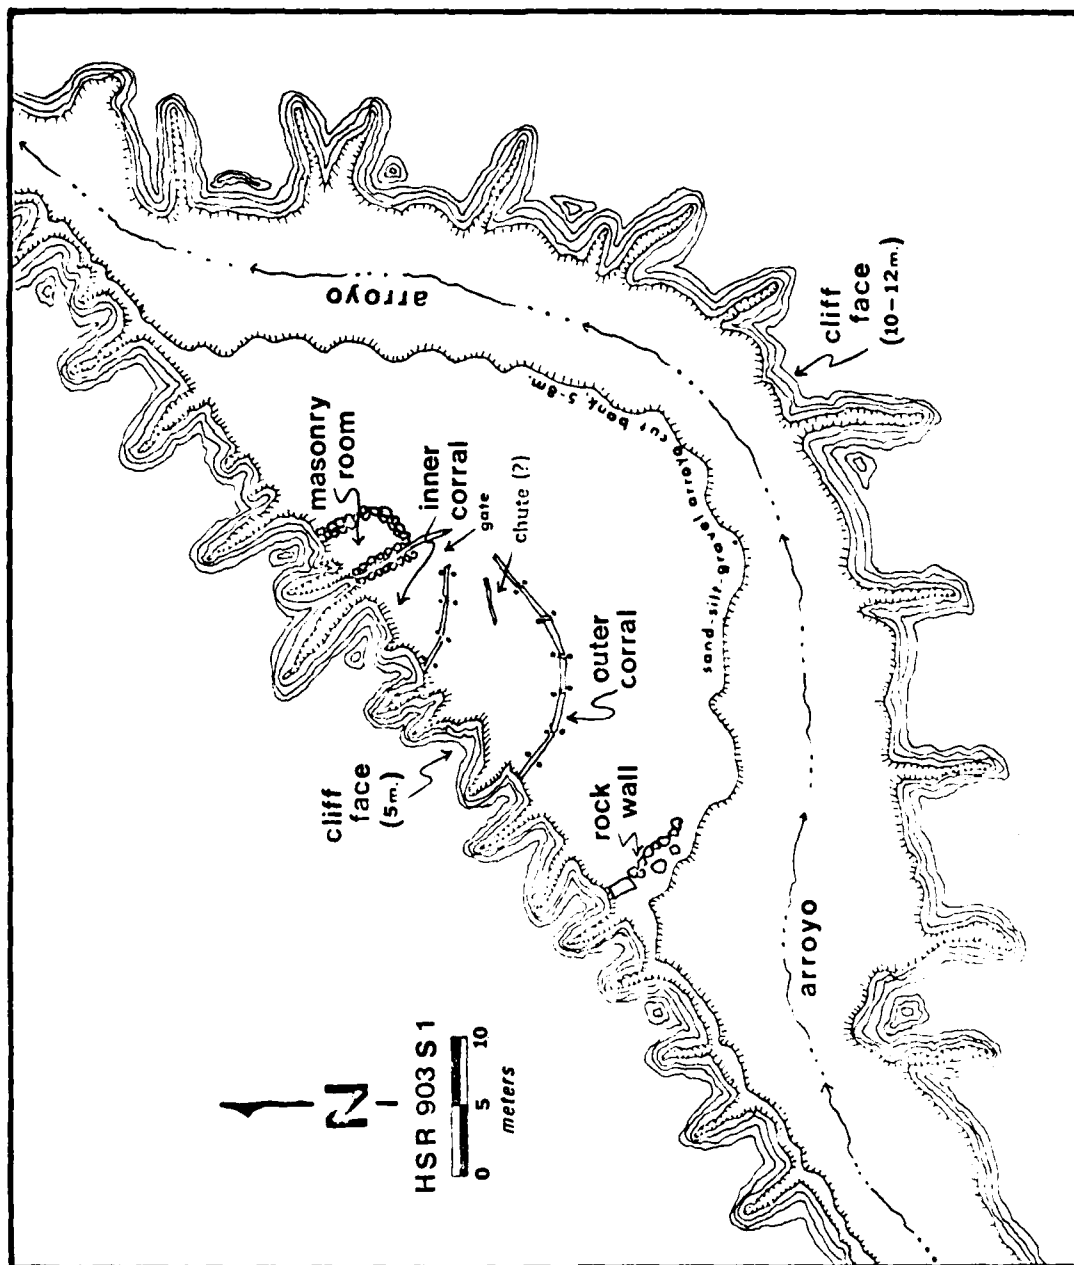 arroyo
cliff
face
(10-12m.)
masonry
room
inner
corral
gate
chute (?)
sand-silt-gravel arroyo cut bank, 5-8m.
outer
corral
cliff
face
(5m.)
rock
wall
arroyo
N
HSR 903 S 1
0 5 10
meters